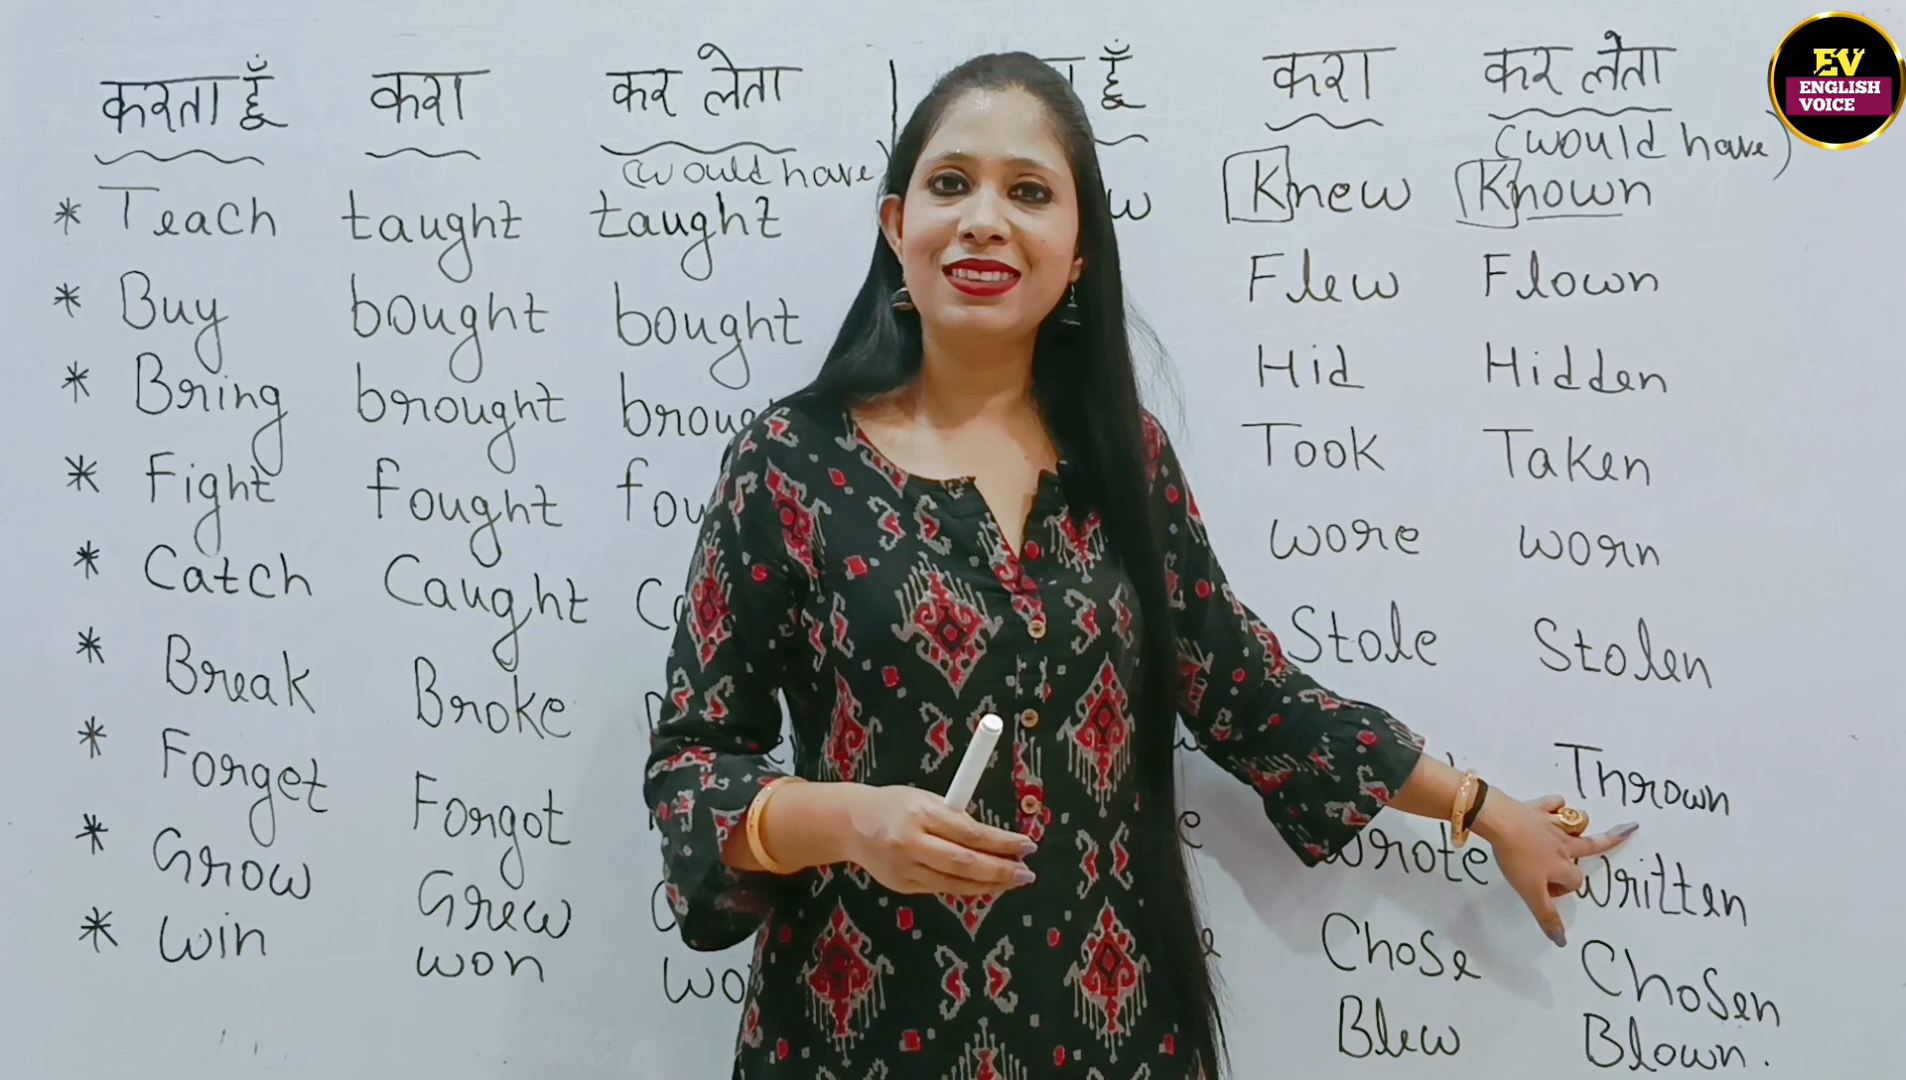 करता हूँ करा कर लेता हूँ करा कर लेता
(would have) (would have)
* Teach taught taught Knew Known
* Buy bought bought Flew Flown
* Bring brought Hid Hidden
* Fight fought Took Taken
* Catch Caught wore worn
* Break Broke Stole Stolen
* Forget Forgot Thrown
* Grow Grew Wrote Written
* Win won Chose Chosen
Blew Blown.
EV
ENGLISH
VOICE